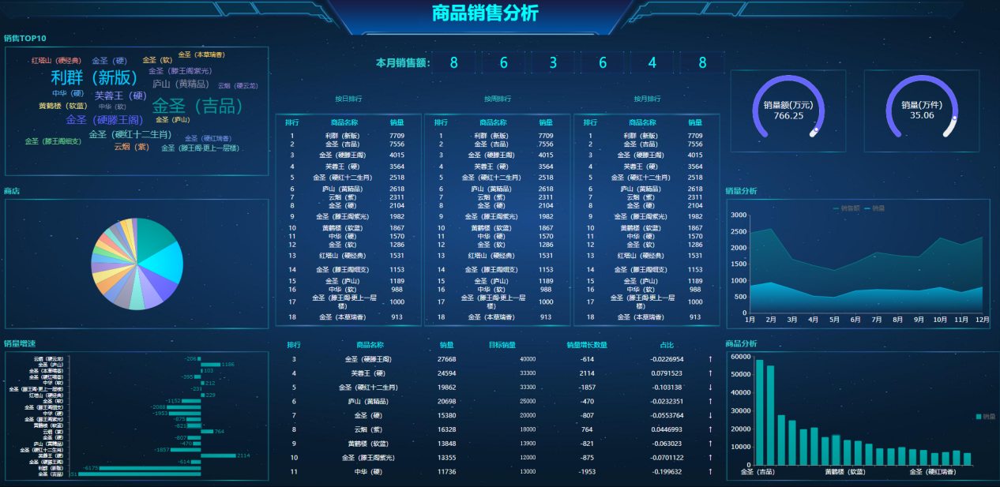 商品销售分析
销售TOP10
红塔山（硬经典） 金圣（硬） 金圣（软） 金圣（本草瑞香）
利群（新版） 金圣（滕王阁紫光）
庐山（黄精品） 云烟（硬云龙）
中华（硬） 芙蓉王（硬）
黄鹤楼（软蓝） 中华（软） 金圣（吉品）
金圣（硬滕王阁） 金圣（庐山）
金圣（硬红十二生肖）
金圣（滕王阁细支） 金圣（硬红瑞香）
云烟（紫） 金圣（滕王阁·更上一层楼）
本月销售额： 8 6 3 6 4 8
按日排行 按周排行 按月排行
排行 商品名称 销量 排行 商品名称 销量 排行 商品名称 销量
1 利群（新版） 7709 1 利群（新版） 7709 1 利群（新版） 7709
2 金圣（吉品） 7556 2 金圣（吉品） 7556 2 金圣（吉品） 7556
3 金圣（硬滕王阁） 4015 3 金圣（硬滕王阁） 4015 3 金圣（硬滕王阁） 4015
4 芙蓉王（硬） 3564 4 芙蓉王（硬） 3564 4 芙蓉王（硬） 3564
5 金圣（硬红十二生肖） 2518 5 金圣（硬红十二生肖） 2518 5 金圣（硬红十二生肖） 2518
6 庐山（黄精品） 2618 6 庐山（黄精品） 2618 6 庐山（黄精品） 2618
7 云烟（紫） 2311 7 云烟（紫） 2311 7 云烟（紫） 2311
8 金圣（硬） 2104 8 金圣（硬） 2104 8 金圣（硬） 2104
9 金圣（滕王阁紫光） 1982 9 金圣（滕王阁紫光） 1982 9 金圣（滕王阁紫光） 1982
10 黄鹤楼（软蓝） 1867 10 黄鹤楼（软蓝） 1867 10 黄鹤楼（软蓝） 1867
11 中华（硬） 1570 11 中华（硬） 1570 11 中华（硬） 1570
12 金圣（软） 1286 12 金圣（软） 1286 12 金圣（软） 1286
13 红塔山（硬经典） 1531 13 红塔山（硬经典） 1531 13 红塔山（硬经典） 1531
14 金圣（滕王阁细支） 1153 14 金圣（滕王阁细支） 1153 14 金圣（滕王阁细支） 1153
15 金圣（庐山） 1189 15 金圣（庐山） 1189 15 金圣（庐山） 1189
16 中华（软） 988 16 中华（软） 988 16 中华（软） 988
17 金圣（滕王阁·更上一层楼） 1000 17 金圣（滕王阁·更上一层楼） 1000 17 金圣（滕王阁·更上一层楼） 1000
18 金圣（本草瑞香） 913 18 金圣（本草瑞香） 913 18 金圣（本草瑞香） 913
销售额(万元)
766.25
销量(万件)
35.06
商店
销量分析
销售额 销量
3000
2500
2000
1500
1000
500
0
1月 2月 3月 4月 5月 6月 7月 8月 9月 10月 11月 12月
销量增速
云烟（硬云龙） -206
金圣（庐山） 1186
金圣（本草瑞香） 103
金圣（硬红瑞香） -395
中华（软） 212
金圣（滕王阁·更上一层楼） -23
红塔山（硬经典） 229
金圣（软） -1152
金圣（滕王阁细支） -2088
中华（硬） -1953
金圣（滕王阁紫光） -875
黄鹤楼（软蓝） -821
云烟（紫） 764
金圣（硬） -807
庐山（黄精品） -470
金圣（硬红十二生肖） -1857
芙蓉王（硬） 2114
金圣（硬滕王阁） -614
利群（新版） -6175
金圣（吉品）
排行 商品名称 销量 目标销量 销量增长数量 占比
3 金圣（硬滕王阁） 27668 40000 -614 -0.0226954 ↑
4 芙蓉王（硬） 24594 33300 2114 0.0791523 ↑
5 金圣（硬红十二生肖） 19862 33300 -1857 -0.103138 ↓
6 庐山（黄精品） 20698 25000 -470 -0.0232351 ↑
7 金圣（硬） 15380 20000 -807 -0.0553764 ↓
8 云烟（紫） 16328 18000 764 0.0446993 ↑
9 黄鹤楼（软蓝） 13848 13900 -821 -0.063023 ↑
10 金圣（滕王阁紫光） 13355 12000 -875 -0.0701122 ↑
11 中华（硬） 11736 13000 -1953 -0.199632 ↑
商品分析
60000
50000
40000
30000
20000
10000
0
销量
金圣（吉品） 黄鹤楼（软蓝） 金圣（硬红瑞香）